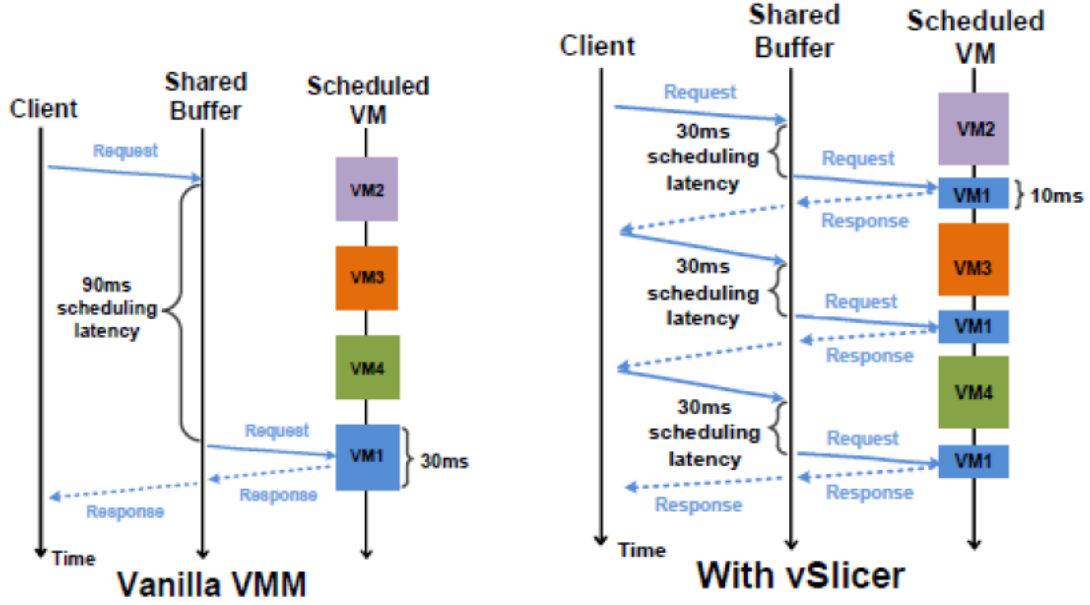 Client
Shared
Buffer
Scheduled
VM
Request
VM2
90ms
scheduling
latency
VM3
VM4
Request
VM1
30ms
Response
Response
Time
Vanilla VMM
Client
Shared
Buffer
Scheduled
VM
Request
VM2
30ms
scheduling
latency
Request
VM1
10ms
Response
VM3
30ms
scheduling
latency
Request
VM1
Response
VM4
30ms
scheduling
latency
Request
VM1
Response
Time
With vSlicer